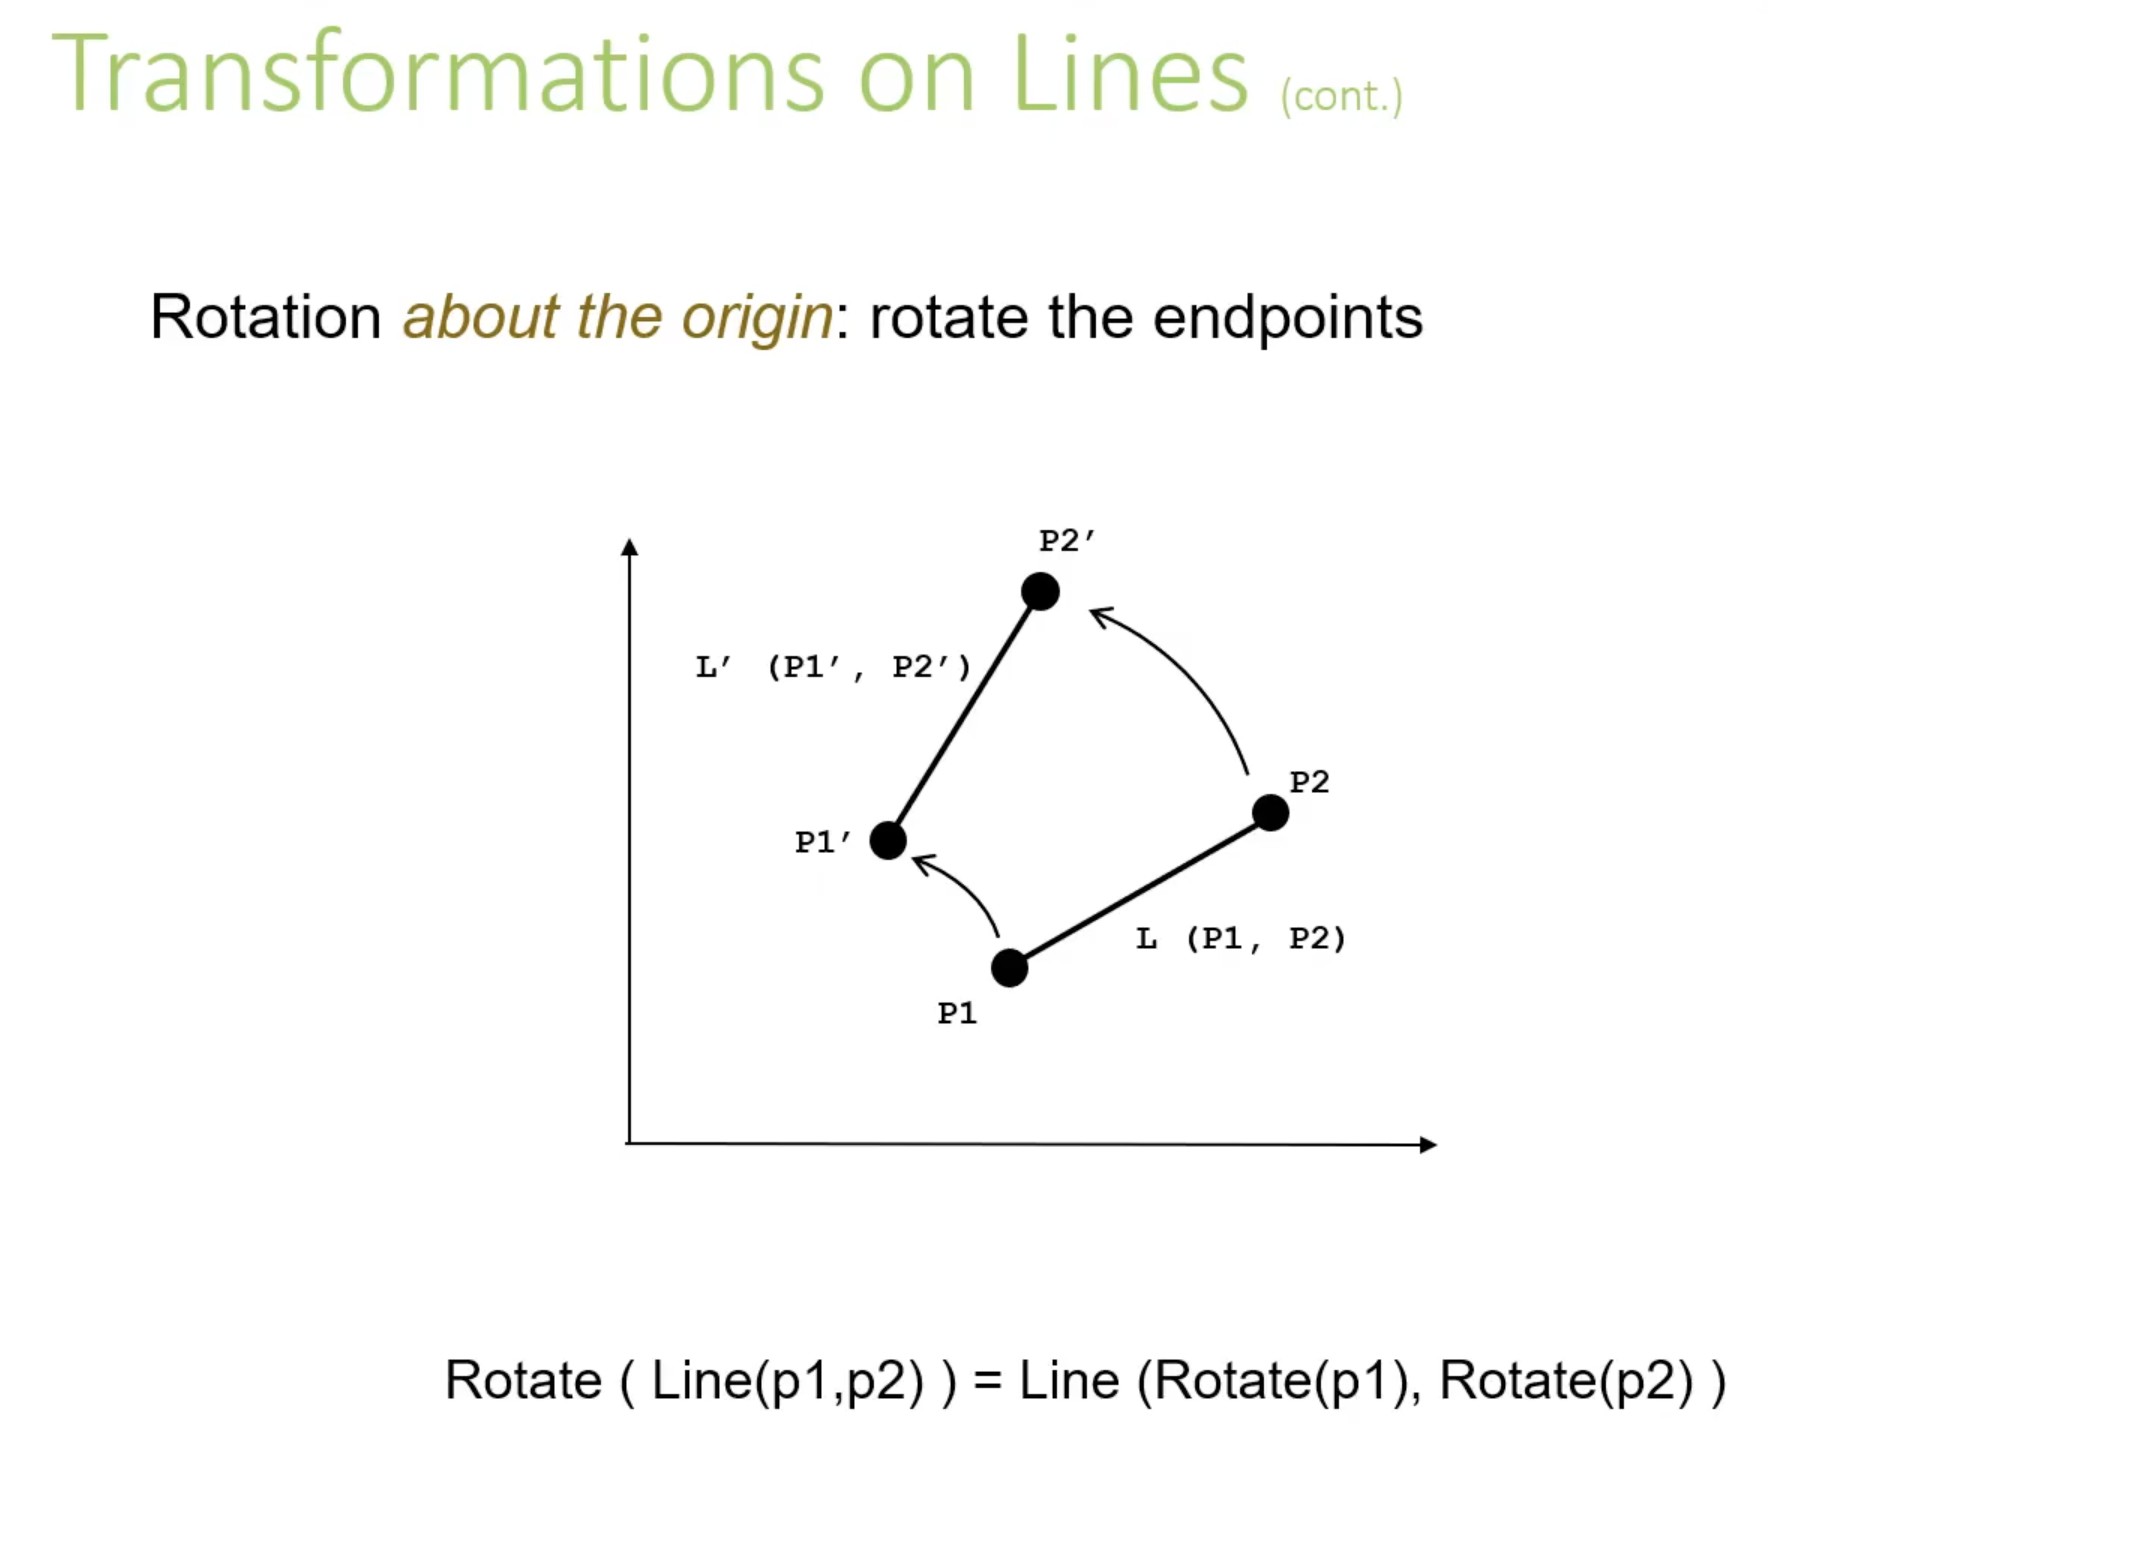 Transformations on Lines (cont.)
Rotation about the origin: rotate the endpoints
P2′
L′ (P1′, P2′)
P2
P1′
L (P1, P2)
P1
Rotate ( Line(p1,p2) ) = Line (Rotate(p1), Rotate(p2) )